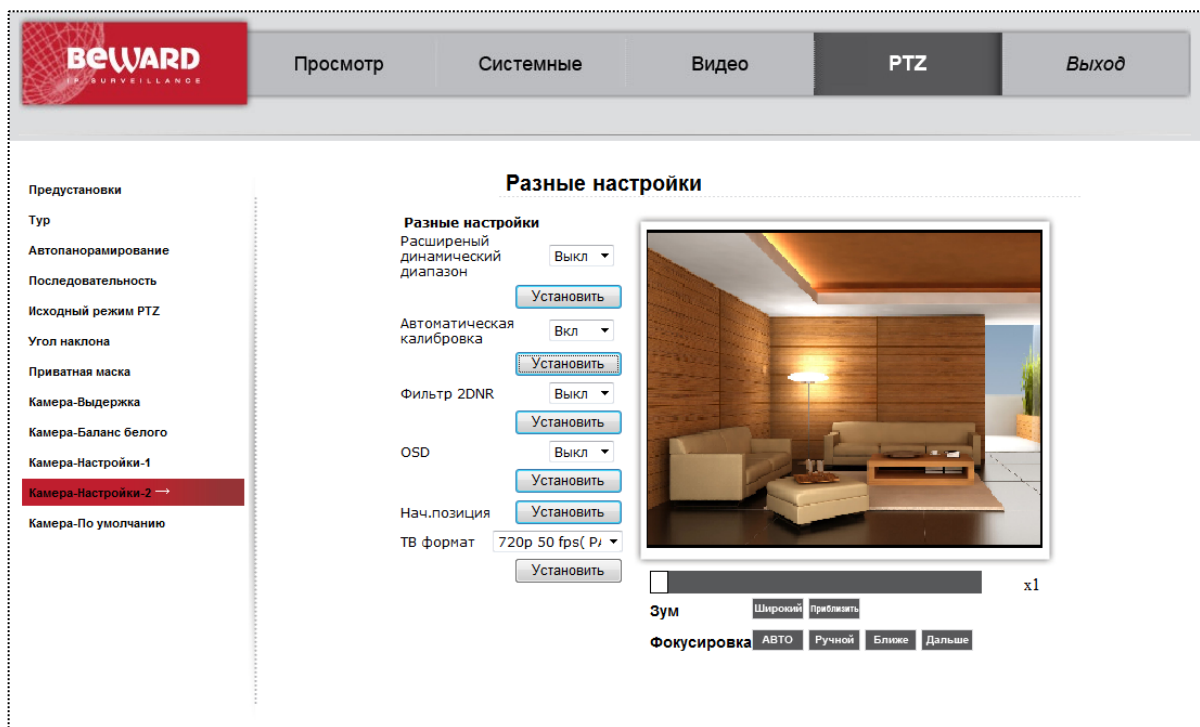 BEWARD
IP SURVEILLANCE
Просмотр
Системные
Видео
PTZ
Выход
Предустановки
Тур
Автопанорамирование
Последовательность
Исходный режим PTZ
Угол наклона
Приватная маска
Камера-Выдержка
Камера-Баланс белого
Камера-Настройки-1
Камера-Настройки-2 →
Камера-По умолчанию
Разные настройки
Разные настройки
Расширеный
динамический
диапазон
Выкл
Установить
Автоматическая
калибровка
Вкл
Установить
Фильтр 2DNR
Выкл
Установить
OSD
Выкл
Установить
Нач.позиция
Установить
ТВ формат
720p 50 fps( PA
Установить
x1
Зум
Широкий
Приблизить
Фокусировка
АВТО
Ручной
Ближе
Дальше